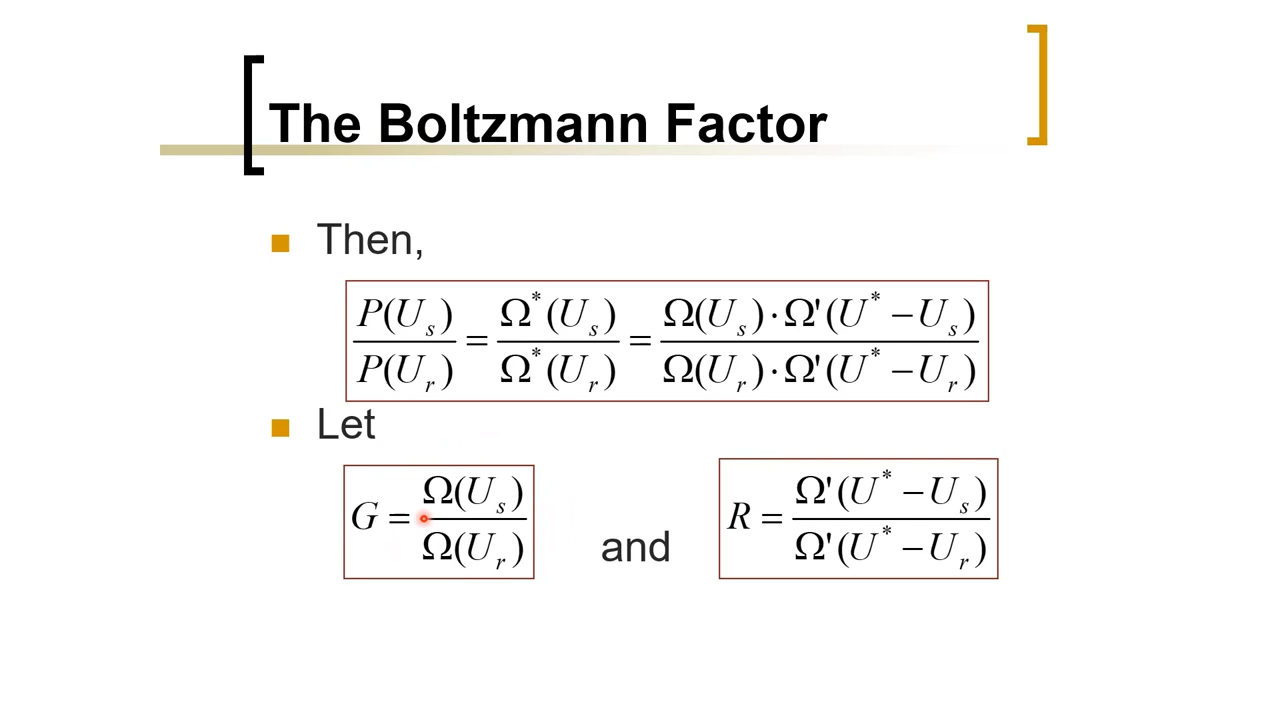 The Boltzmann Factor
Then,
P(U_s)/P(U_r) = Ω*(U_s)/Ω*(U_r) = Ω(U_s)·Ω'(U* − U_s)/Ω(U_r)·Ω'(U* − U_r)
Let
G = Ω(U_s)/Ω(U_r) and R = Ω'(U* − U_s)/Ω'(U* − U_r)